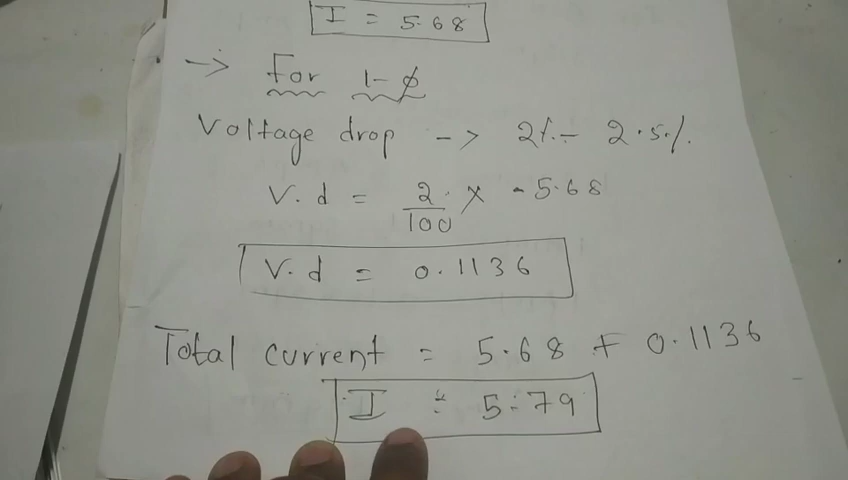 I = 5.68
→ For 1-ϕ
Voltage drop -> 2%- 2.5%.
V.d = 2/100 × 5.68
V.d = 0.1136
Total current = 5.68 + 0.1136
I = 5.79